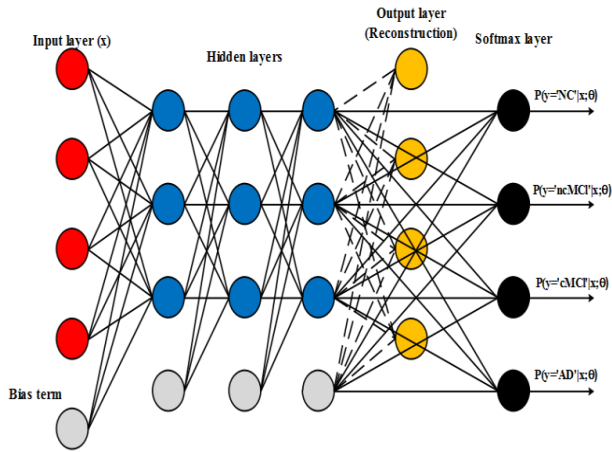 Output layer
(Reconstruction)
Input layer (x)
Hidden layers
Softmax layer
P(y='NC'|x;θ)
P(y='ncMCI'|x;θ)
P(y='cMCI'|x;θ)
P(y='AD'|x;θ)
Bias term